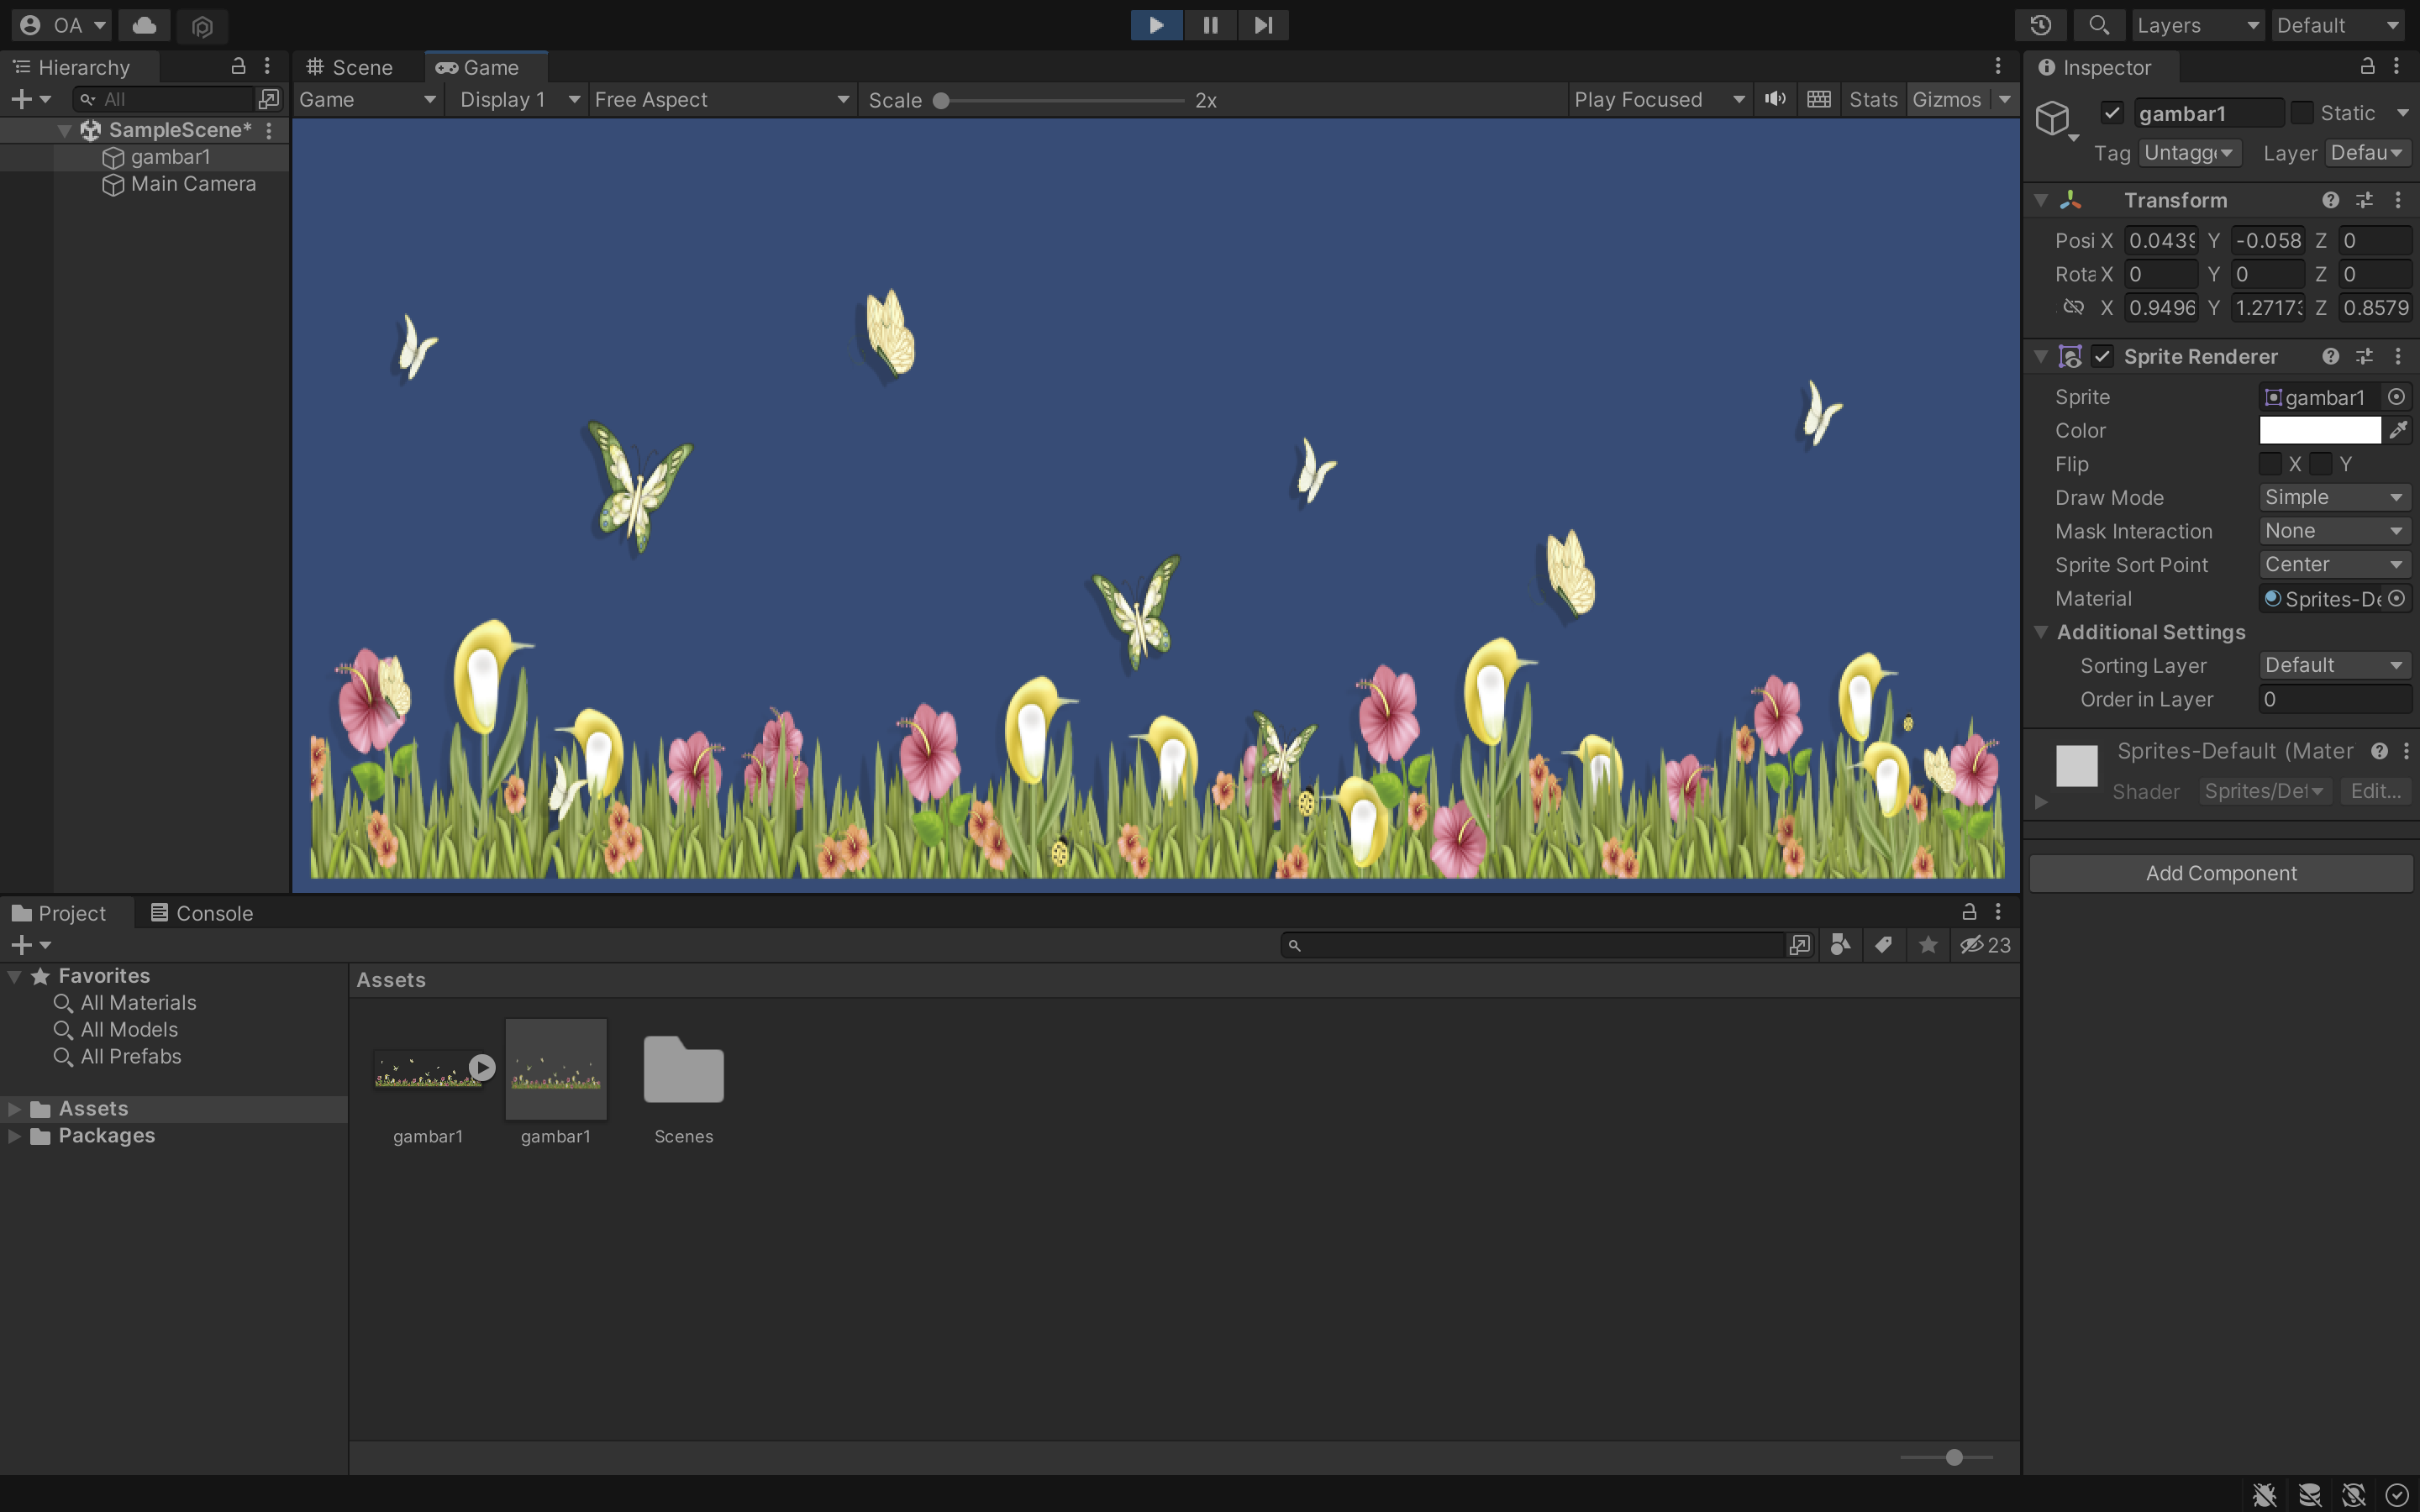 OA
Layers
Default
Hierarchy
All
SampleScene*
gambar1
Main Camera
Scene
Game
Game
Display 1
Free Aspect
Scale
2x
Play Focused
Stats
Gizmos
Inspector
gambar1
Static
Tag
Untagge
Layer
Defau
Transform
Posi X 0.0439 Y -0.058 Z 0
Rota X 0 Y 0 Z 0
X 0.9496 Y 1.2717 Z 0.8579
Sprite Renderer
Sprite gambar1
Color
Flip X Y
Draw Mode Simple
Mask Interaction None
Sprite Sort Point Center
Material Sprites-De
Additional Settings
Sorting Layer Default
Order in Layer 0
Sprites-Default (Mater
Shader Sprites/Def Edit...
Add Component
Project
Console
23
Favorites
All Materials
All Models
All Prefabs
Assets
Packages
Assets
gambar1
gambar1
Scenes